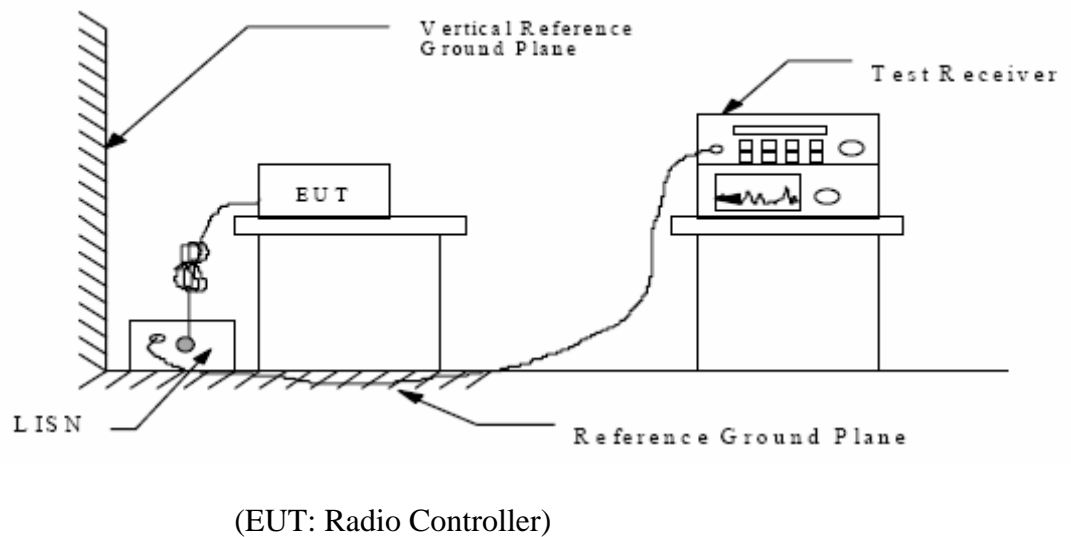 Vertical Reference
Ground Plane
Test Receiver
EUT
LISN
Reference Ground Plane
(EUT: Radio Controller)